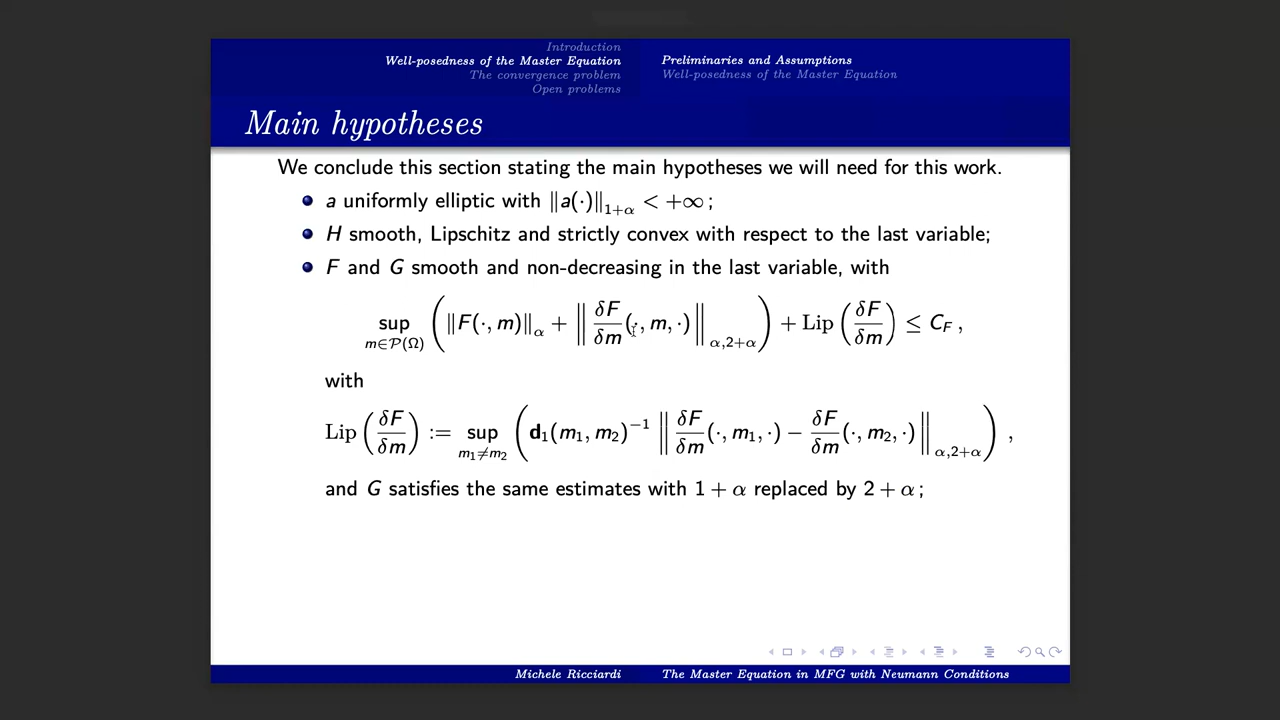 Introduction
Well-posedness of the Master Equation
The convergence problem
Open problems
Preliminaries and Assumptions
Well-posedness of the Master Equation
Main hypotheses
We conclude this section stating the main hypotheses we will need for this work.
a uniformly elliptic with ‖a(·)‖_{1+α} < +∞ ;
H smooth, Lipschitz and strictly convex with respect to the last variable;
F and G smooth and non-decreasing in the last variable, with
sup_{m∈𝒫(Ω)} ( ‖F(·, m)‖_α + ‖ δF/δm (·, m, ·) ‖_{α,2+α} ) + Lip ( δF/δm ) ≤ C_F ,
with
Lip ( δF/δm ) := sup_{m₁≠m₂} ( d₁(m₁, m₂)⁻¹ ‖ δF/δm (·, m₁, ·) − δF/δm (·, m₂, ·) ‖_{α,2+α} ) ,
and G satisfies the same estimates with 1 + α replaced by 2 + α ;
Michele Ricciardi
The Master Equation in MFG with Neumann Conditions